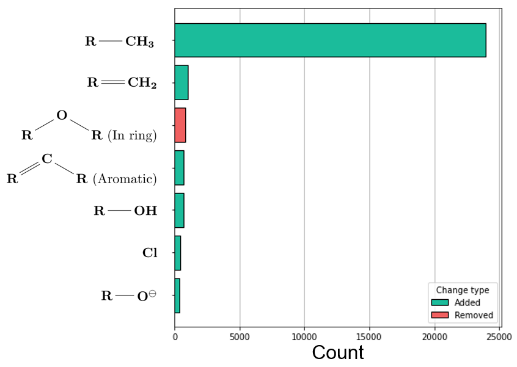 R — CH₃
R = CH₂
O
R R (In ring)
C
R R (Aromatic)
R — OH
Cl
R — O⊖
Change type
Added
Removed
0 5000 10000 15000 20000 25000
Count